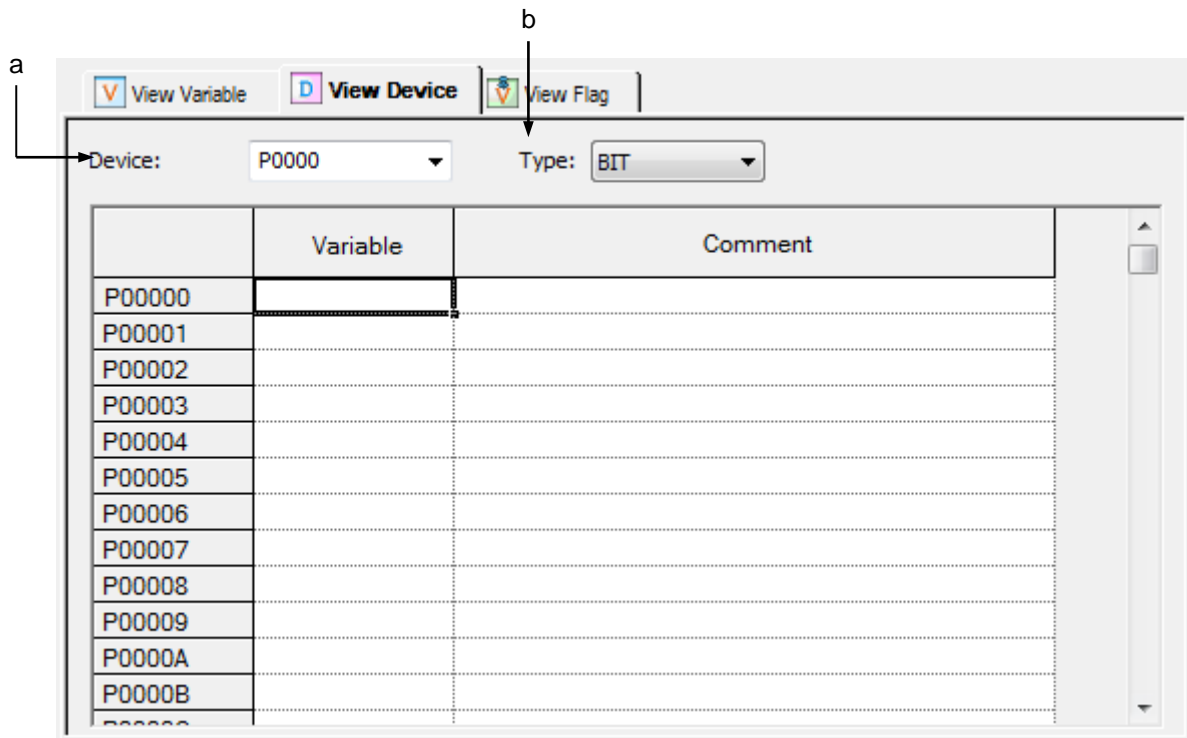 b
a
View Variable View Device View Flag
Device: P0000 Type: BIT
Variable Comment
P00000
P00001
P00002
P00003
P00004
P00005
P00006
P00007
P00008
P00009
P0000A
P0000B